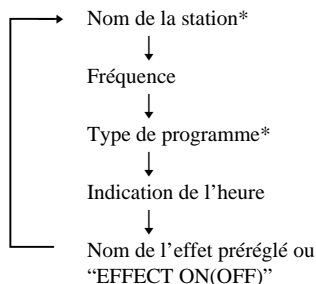 Nom de la station*
Fréquence
Type de programme*
Indication de l’heure
Nom de l’effet préréglé ou
“EFFECT ON(OFF)”